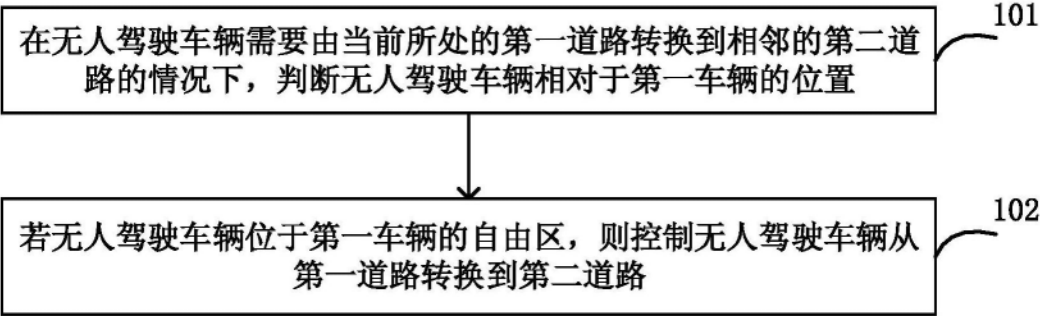 101
在无人驾驶车辆需要由当前所处的第一道路转换到相邻的第二道
路的情况下，判断无人驾驶车辆相对于第一车辆的位置
102
若无人驾驶车辆位于第一车辆的自由区，则控制无人驾驶车辆从
第一道路转换到第二道路